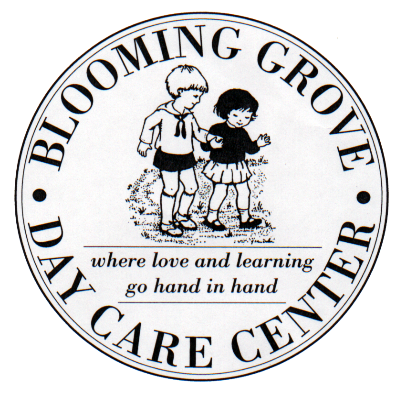 BLOOMING GROVE
where love and learning
go hand in hand
DAY CARE CENTER